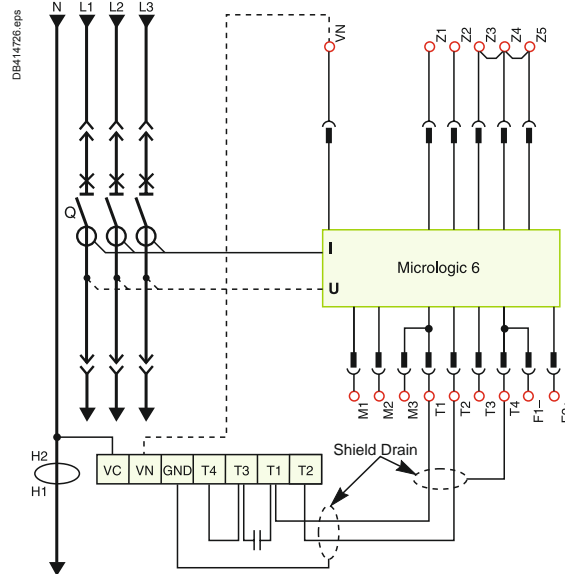 DB414726.eps
N L1 L2 L3
VN Z1 Z2 Z3 Z4 Z5
Q
I
Micrologic 6
U
M1 M2 M3 T1 T2 T3 T4 F1–
Shield Drain
H2
H1
VC VN GND T4 T3 T1 T2